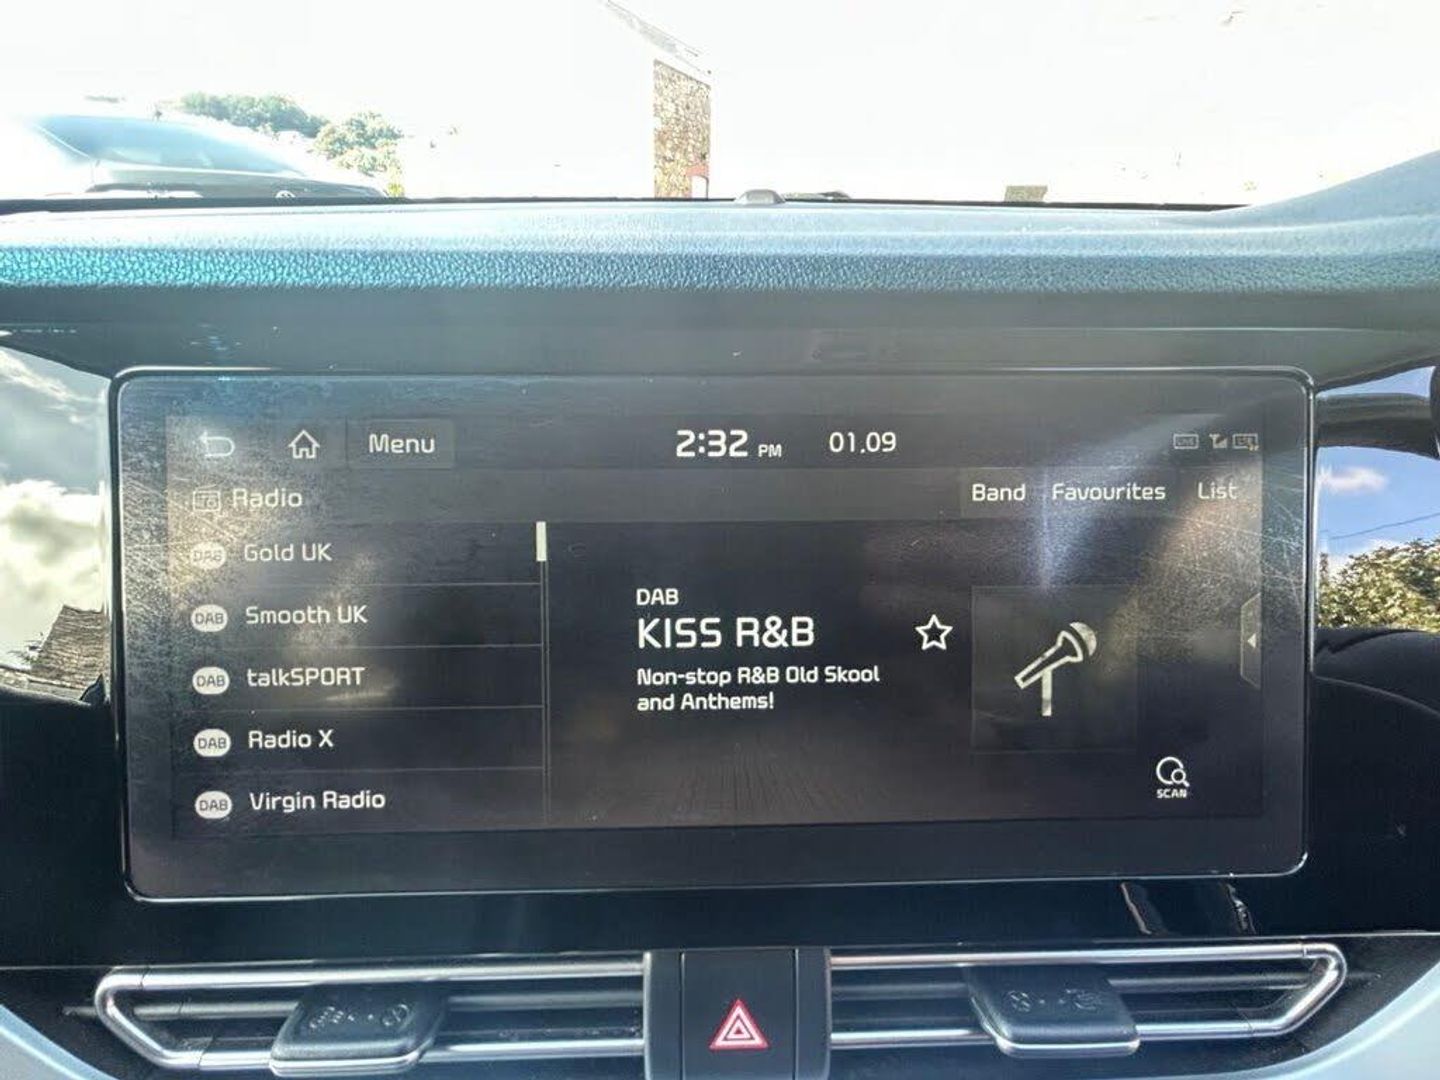 Menu 2:32 PM 01.09
Radio
Band Favourites List
DAB Gold UK
DAB Smooth UK
DAB talkSPORT
DAB Radio X
DAB Virgin Radio
DAB
KISS R&B
Non-stop R&B Old Skool
and Anthems!
SCAN